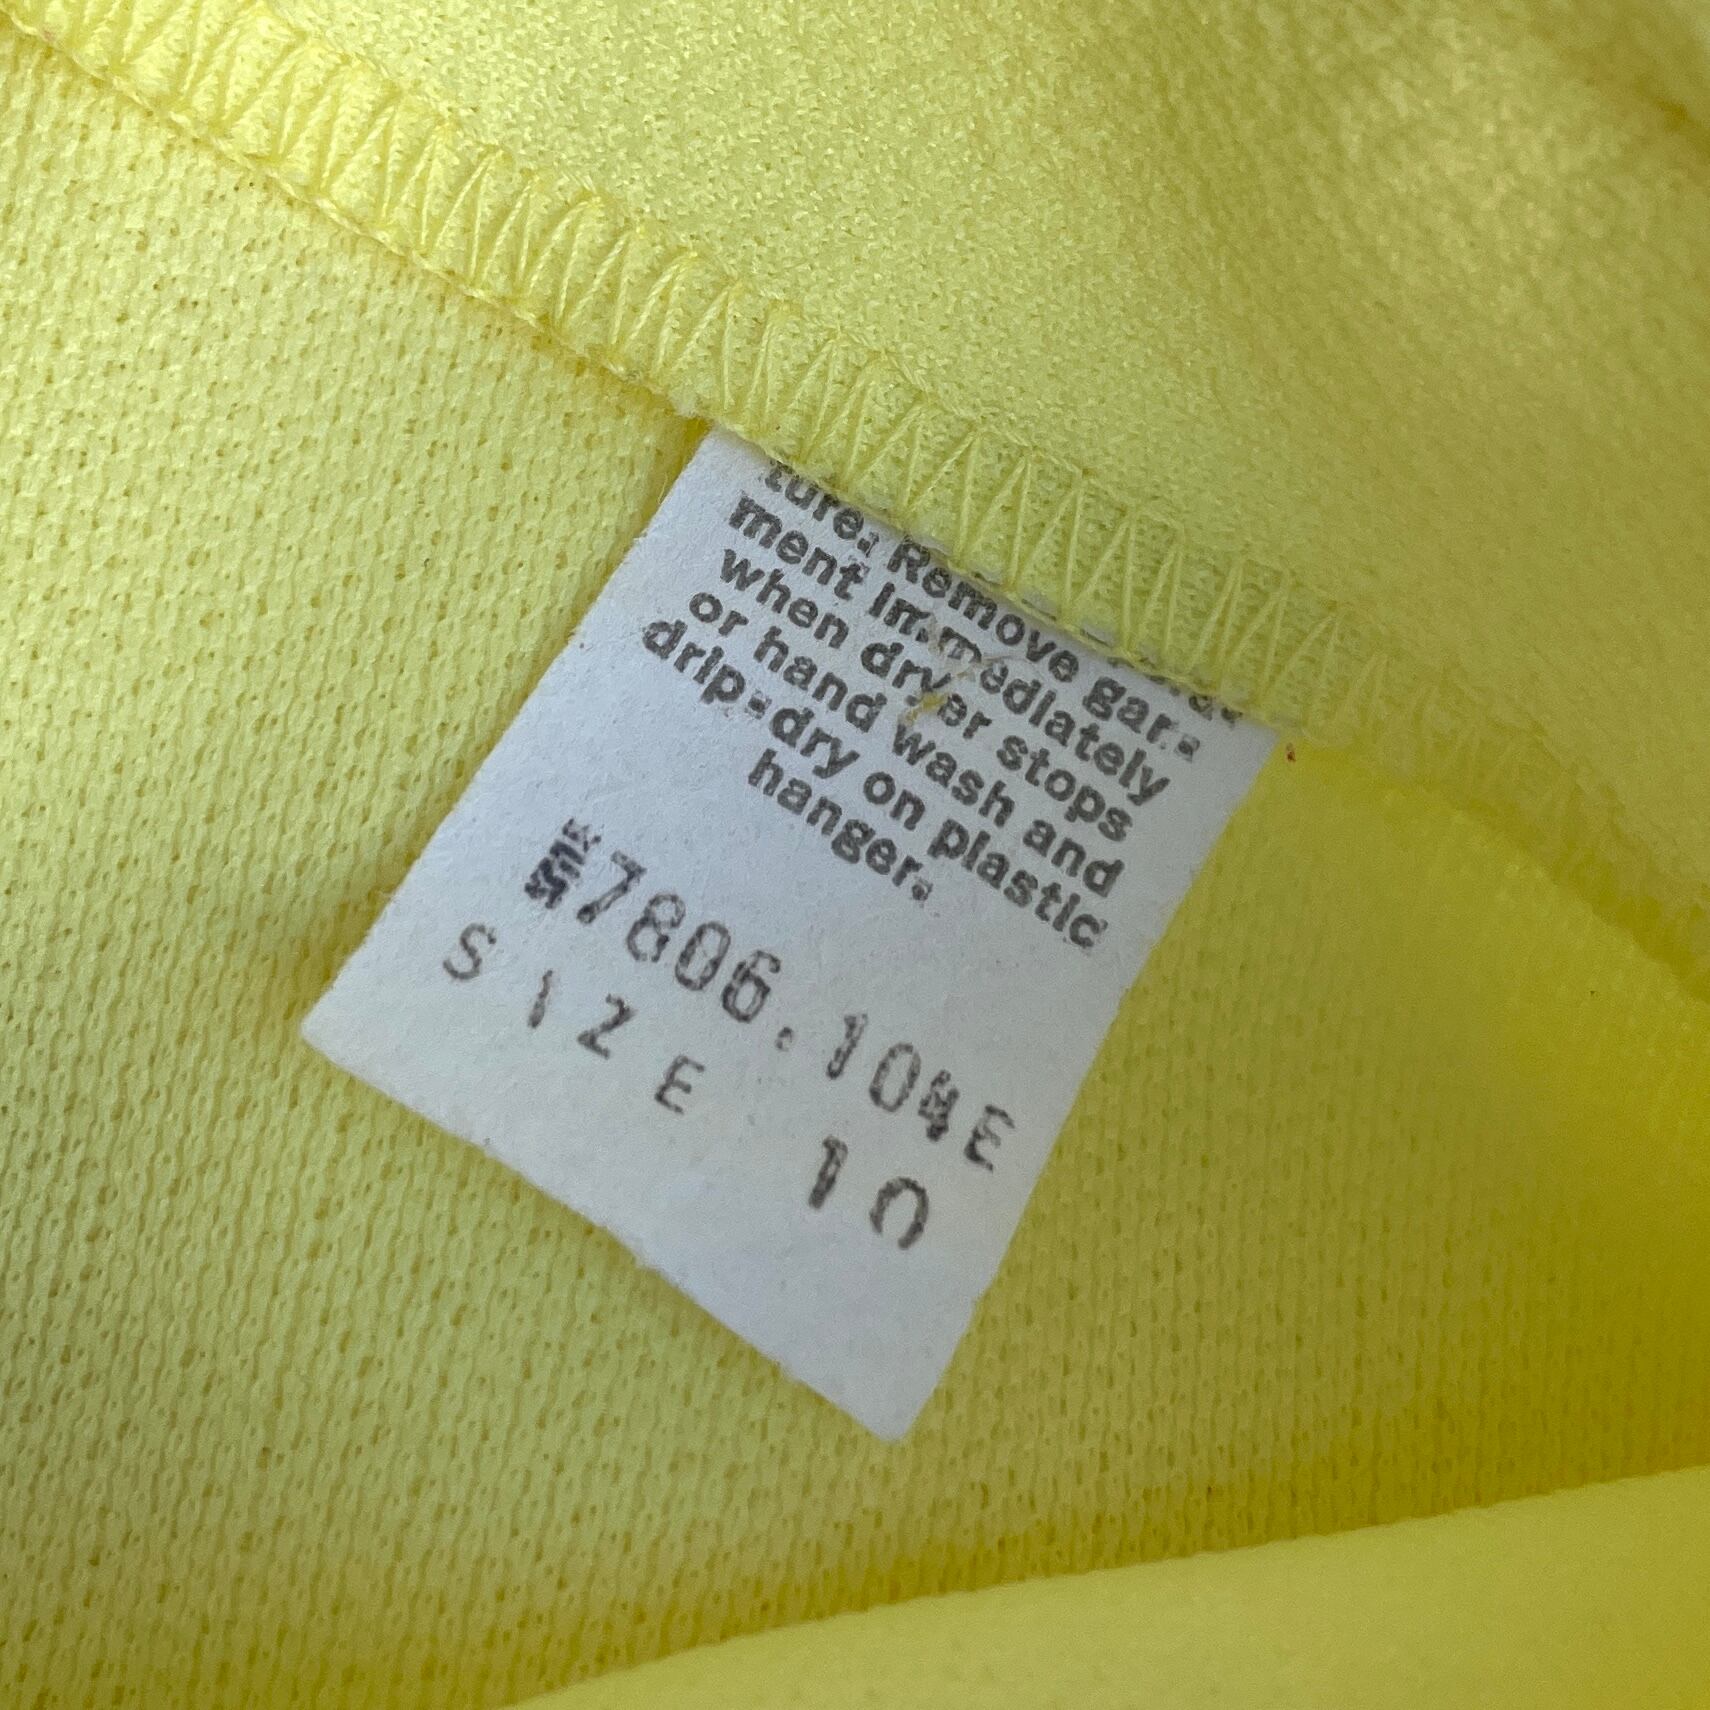 ture. Remove gar-
ment immediately
when dryer stops
or hand wash and
drip-dry on plastic
hanger.
7806.104E
SIZE 10